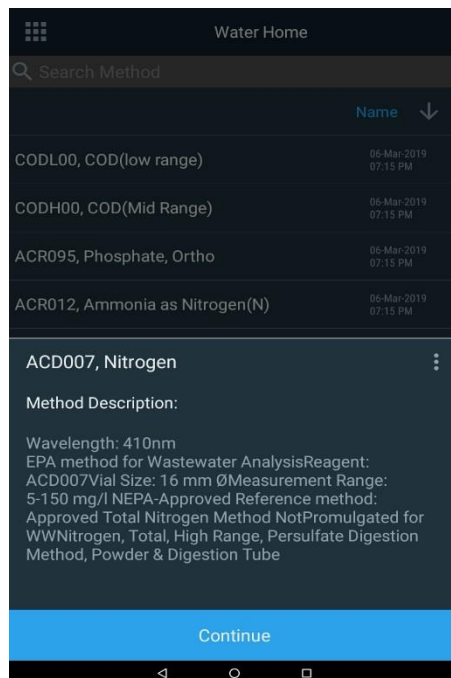 Water Home
Search Method
Name
CODL00, COD(low range)
06-Mar-2019
07:15 PM
CODH00, COD(Mid Range)
06-Mar-2019
07:15 PM
ACR095, Phosphate, Ortho
06-Mar-2019
07:15 PM
ACR012, Ammonia as Nitrogen(N)
06-Mar-2019
07:15 PM
ACD007, Nitrogen
Method Description:
Wavelength: 410nm
EPA method for Wastewater AnalysisReagent:
ACD007Vial Size: 16 mm ØMeasurement Range:
5-150 mg/l NEPA-Approved Reference method:
Approved Total Nitrogen Method NotPromulgated for
WWNitrogen, Total, High Range, Persulfate Digestion
Method, Powder & Digestion Tube
Continue